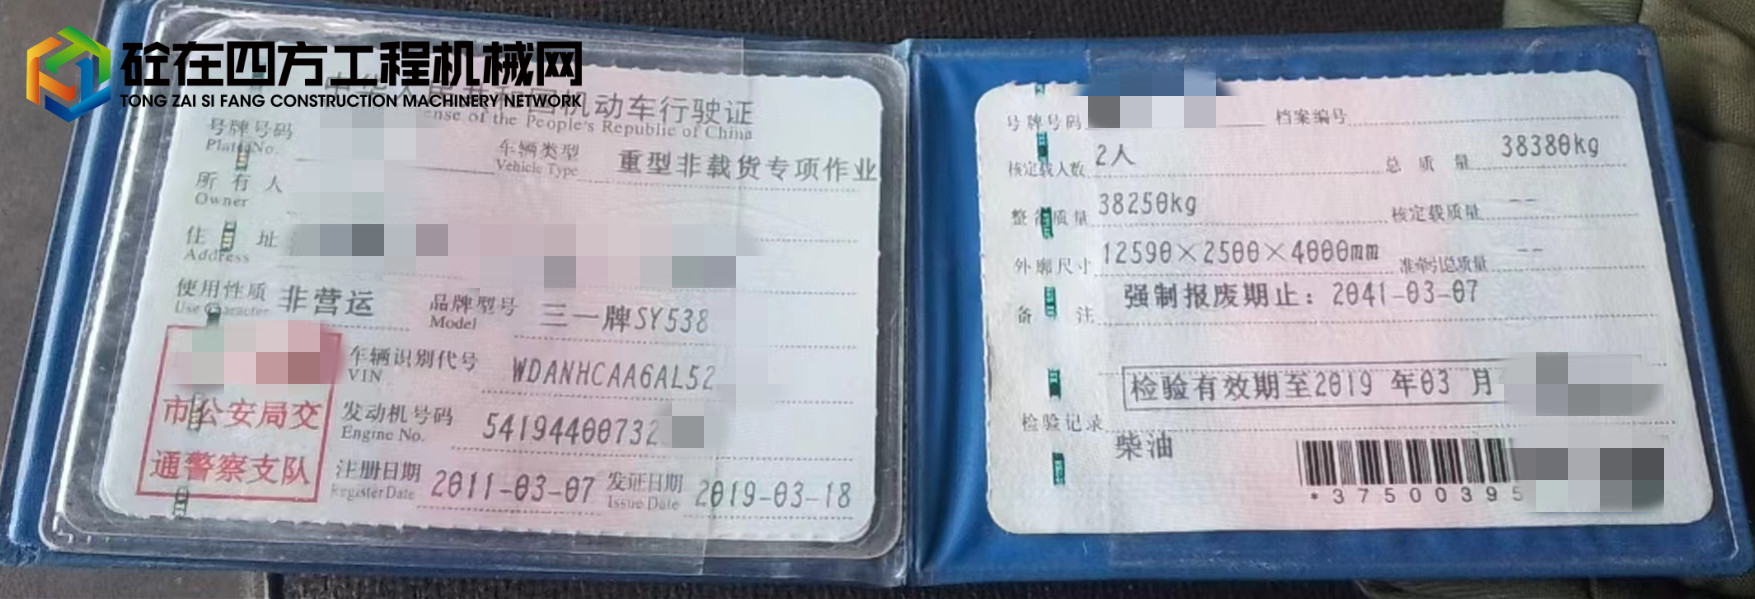 砼在四方工程机械网
TONG ZAI SI FANG CONSTRUCTION MACHINERY NETWORK
中华人民共和国机动车行驶证
ense of the People's Republic of China
号牌号码
Plate No.
车辆类型
Vehicle Type
重型非载货专项作业
所有人
Owner
住址
Address
使用性质
Use Character
非营运
品牌型号
Model
三一牌SY538
市公安局交
通警察支队
车辆识别代号
VIN
WDANHCAA6AL52
发动机号码
Engine No.
54194400732
注册日期
Register Date
2011-03-07
发证日期
Issue Date
2019-03-18
号牌号码
档案编号
核定载人数
2人
总质量
38380kg
整备质量
38250kg
核定载质量
--
外廓尺寸
12590×2500×4000mm
准牵引总质量
--
备注
强制报废期止：2041-03-07
检验有效期至2019 年03 月
检验记录
柴油
*37500395